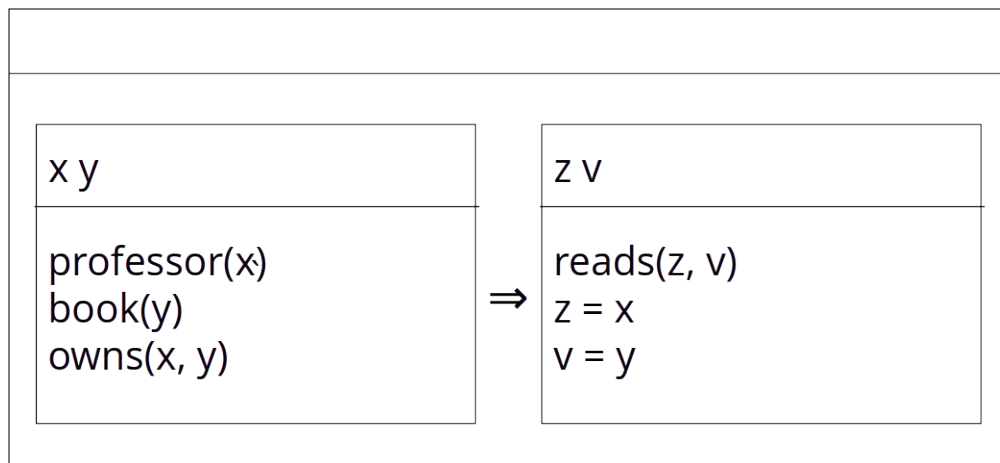 x y
professor(x)
book(y)
owns(x, y)
⇒
z v
reads(z, v)
z = x
v = y